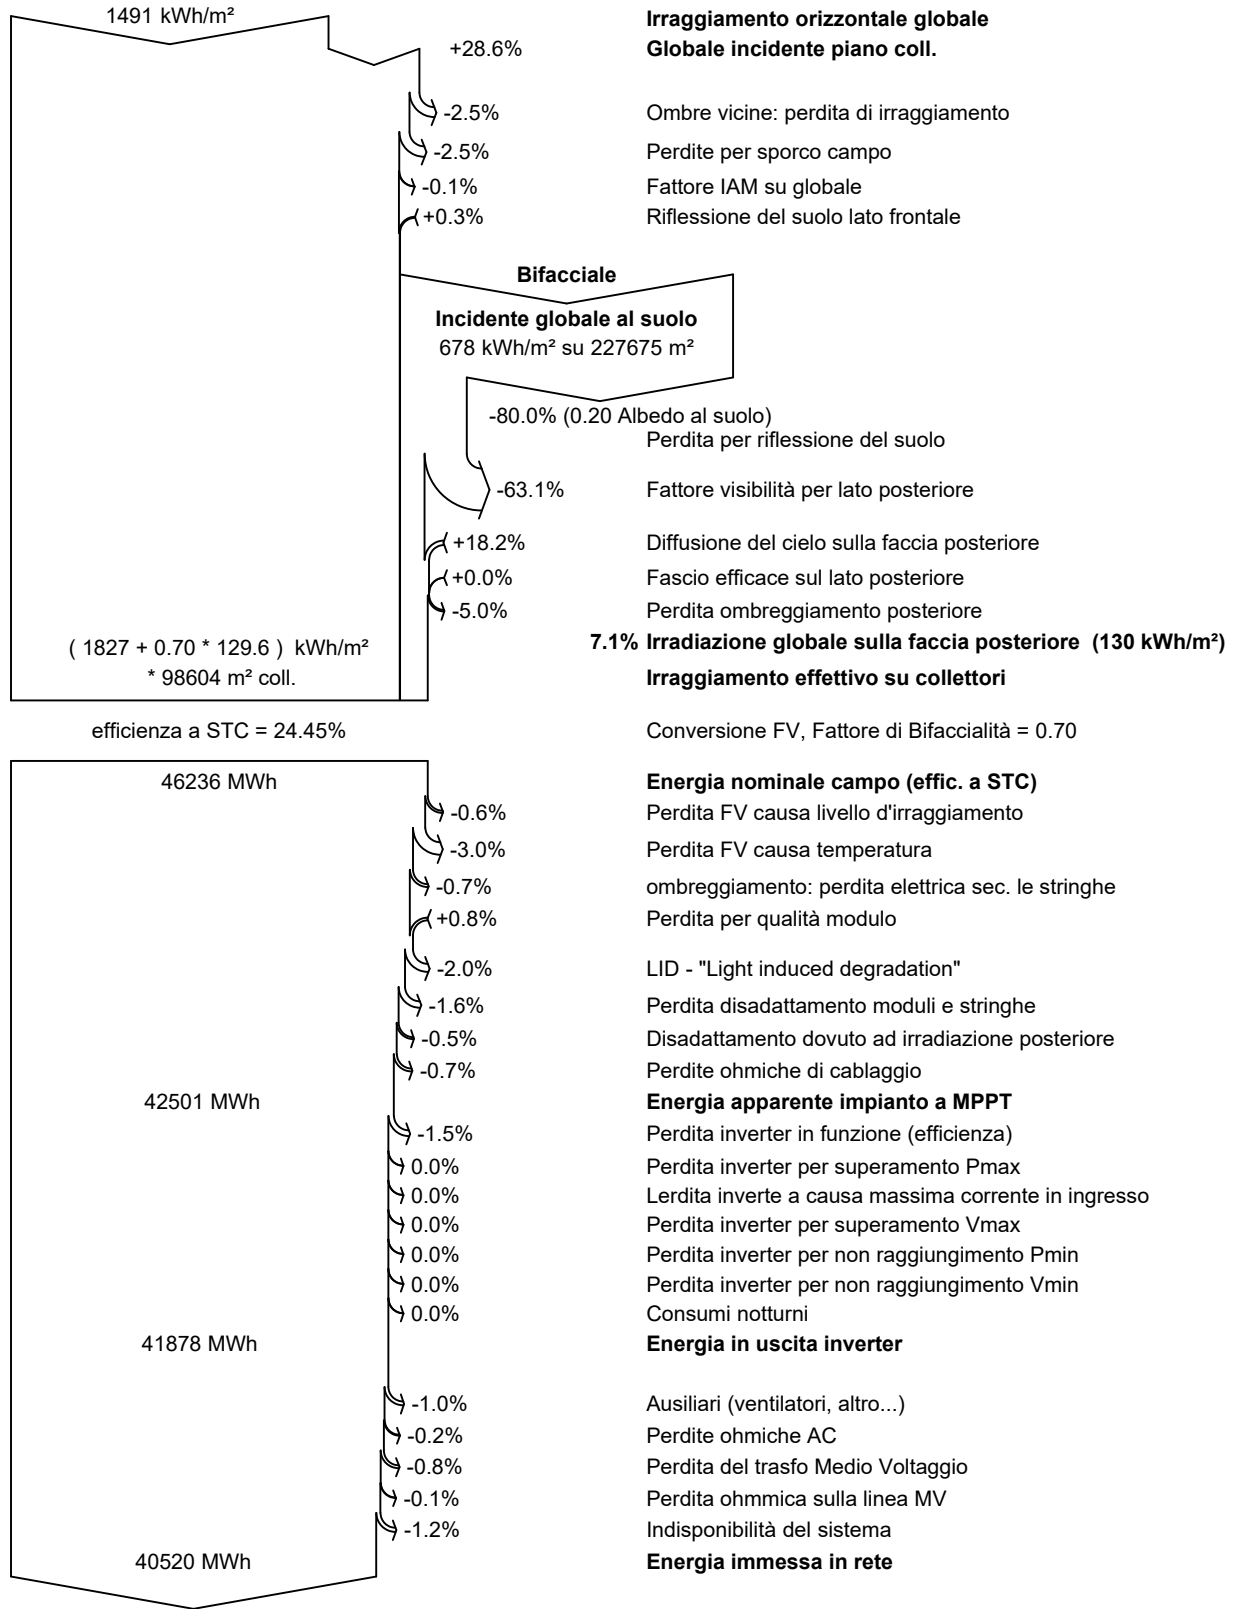 1491 kWh/m² Irraggiamento orizzontale globale
+28.6% Globale incidente piano coll.
-2.5% Ombre vicine: perdita di irraggiamento
-2.5% Perdite per sporco campo
-0.1% Fattore IAM su globale
+0.3% Riflessione del suolo lato frontale
Bifacciale
Incidente globale al suolo
678 kWh/m² su 227675 m²
-80.0% (0.20 Albedo al suolo)
Perdita per riflessione del suolo
-63.1% Fattore visibilità per lato posteriore
+18.2% Diffusione del cielo sulla faccia posteriore
+0.0% Fascio efficace sul lato posteriore
-5.0% Perdita ombreggiamento posteriore
( 1827 + 0.70 * 129.6 ) kWh/m² 7.1% Irradiazione globale sulla faccia posteriore (130 kWh/m²)
* 98604 m² coll. Irraggiamento effettivo su collettori
efficienza a STC = 24.45% Conversione FV, Fattore di Bifaccialità = 0.70
46236 MWh Energia nominale campo (effic. a STC)
-0.6% Perdita FV causa livello d'irraggiamento
-3.0% Perdita FV causa temperatura
-0.7% ombreggiamento: perdita elettrica sec. le stringhe
+0.8% Perdita per qualità modulo
-2.0% LID - "Light induced degradation"
-1.6% Perdita disadattamento moduli e stringhe
-0.5% Disadattamento dovuto ad irradiazione posteriore
-0.7% Perdite ohmiche di cablaggio
42501 MWh Energia apparente impianto a MPPT
-1.5% Perdita inverter in funzione (efficienza)
0.0% Perdita inverter per superamento Pmax
0.0% Lerdita inverte a causa massima corrente in ingresso
0.0% Perdita inverter per superamento Vmax
0.0% Perdita inverter per non raggiungimento Pmin
0.0% Perdita inverter per non raggiungimento Vmin
0.0% Consumi notturni
41878 MWh Energia in uscita inverter
-1.0% Ausiliari (ventilatori, altro...)
-0.2% Perdite ohmiche AC
-0.8% Perdita del trasfo Medio Voltaggio
-0.1% Perdita ohmmica sulla linea MV
-1.2% Indisponibilità del sistema
40520 MWh Energia immessa in rete